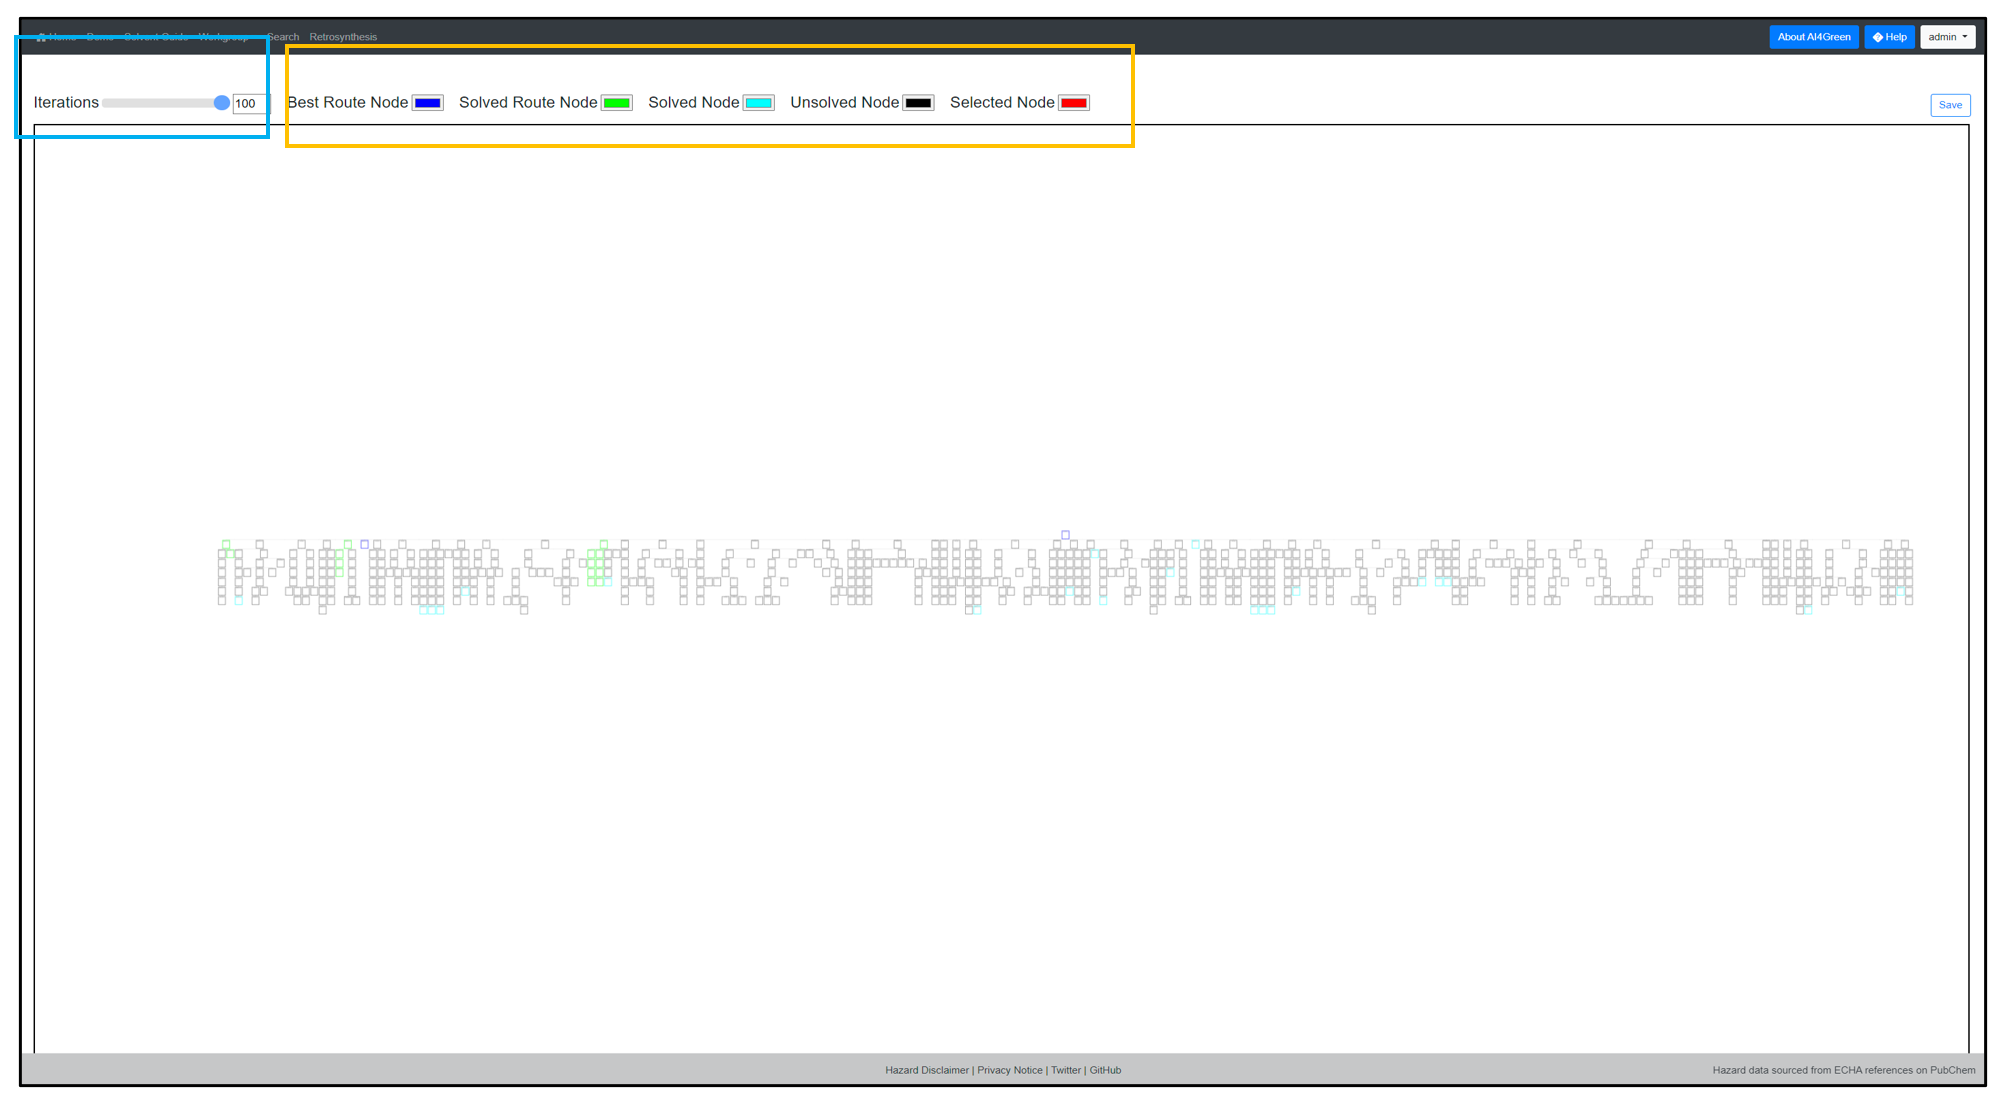 Home Demo Solvent Guide Workgroup Search Retrosynthesis
About AI4Green Help admin
Iterations 100 Best Route Node Solved Route Node Solved Node Unsolved Node Selected Node
Save
Hazard Disclaimer | Privacy Notice | Twitter | GitHub
Hazard data sourced from ECHA references on PubChem